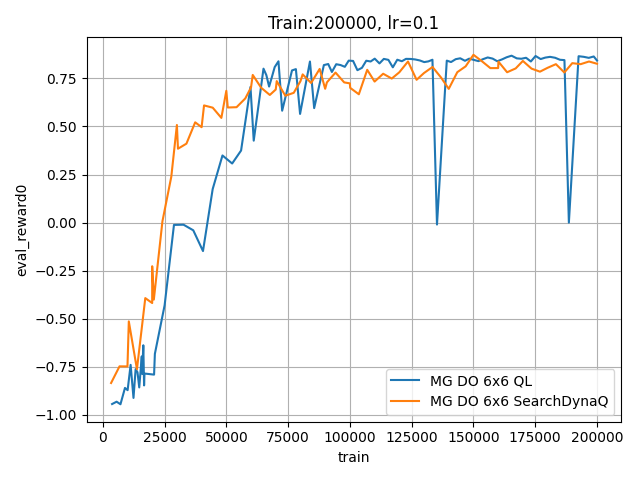 Train:200000, lr=0.1
eval_reward0
0.75
0.50
0.25
0.00
−0.25
−0.50
−0.75
−1.00
MG DO 6x6 QL
MG DO 6x6 SearchDynaQ
0 25000 50000 75000 100000 125000 150000 175000 200000
train